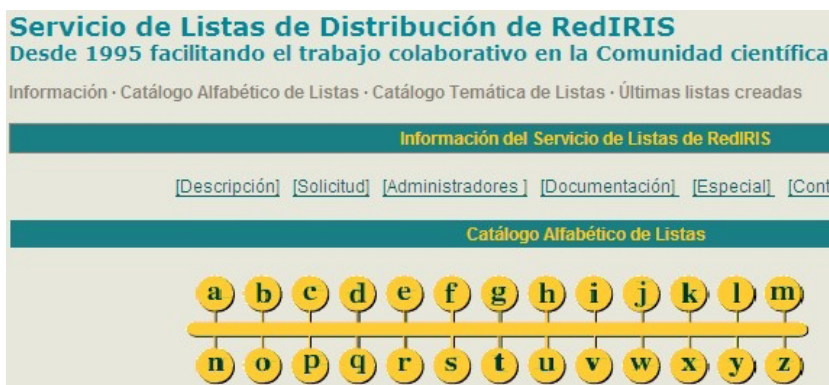 Servicio de Listas de Distribución de RedIRIS
Desde 1995 facilitando el trabajo colaborativo en la Comunidad científica
Información · Catálogo Alfabético de Listas · Catálogo Temática de Listas · Últimas listas creadas
Información del Servicio de Listas de RedIRIS
[Descripción] [Solicitud] [Administradores ] [Documentación] [Especial] [Cont
Catálogo Alfabético de Listas
a b c d e f g h i j k l m
n o p q r s t u v w x y z